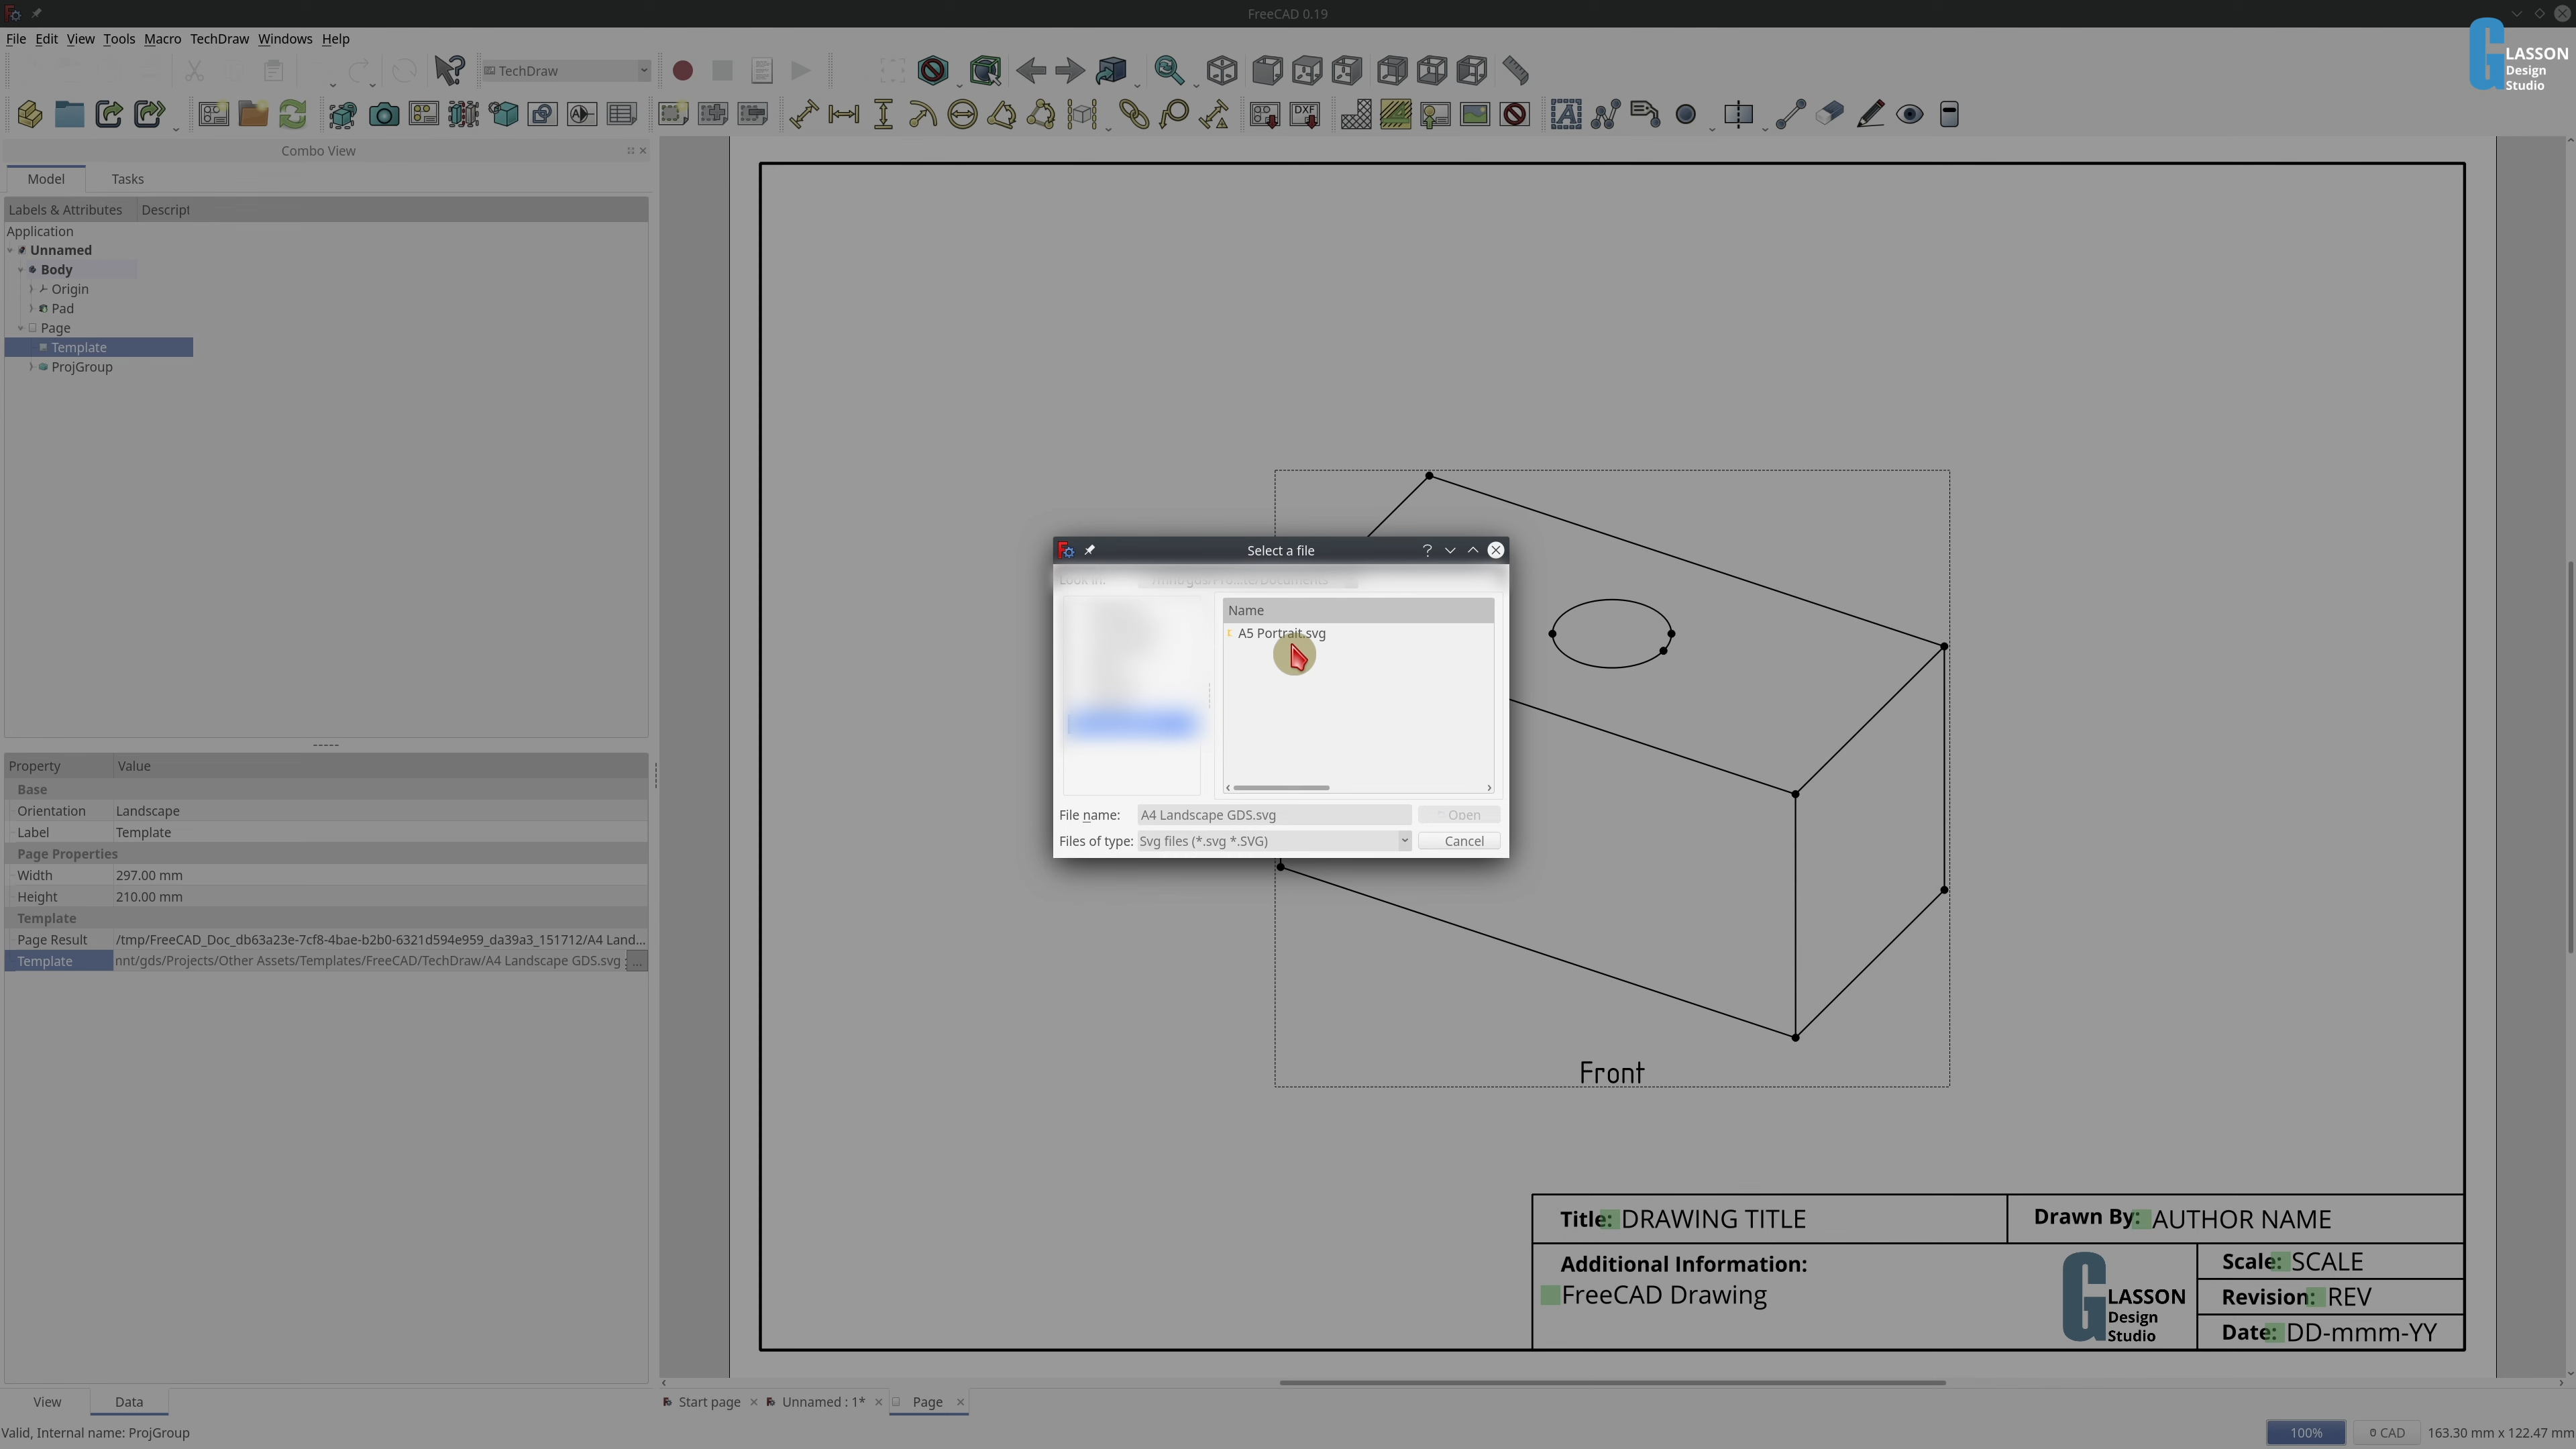 FreeCAD 0.19
File Edit View Tools Macro TechDraw Windows Help
GLASSON
Design
Studio
TechDraw
DXF
Combo View
Model Tasks
Labels & Attributes Descript
Application
Unnamed
Body
Origin
Pad
Page
Template
ProjGroup
Property Value
Base
Orientation Landscape
Label Template
Page Properties
Width 297.00 mm
Height 210.00 mm
Template
Page Result /tmp/FreeCAD_Doc_db63a23e-7cf8-4bae-b2b0-6321d594e959_da39a3_151712/A4 Land...
Template nnt/gds/Projects/Other Assets/Templates/FreeCAD/TechDraw/A4 Landscape GDS.svg ...
View Data
Select a file
Look in:
Name
A5 Portrait.svg
File name: A4 Landscape GDS.svg Open
Files of type: Svg files (*.svg *.SVG) Cancel
Front
Title: DRAWING TITLE Drawn By: AUTHOR NAME
Additional Information:
FreeCAD Drawing
GLASSON
Design
Studio
Scale: SCALE
Revision: REV
Date: DD-mmm-YY
Start page Unnamed : 1* Page
Valid, Internal name: ProjGroup 100% CAD 163.30 mm x 122.47 mm